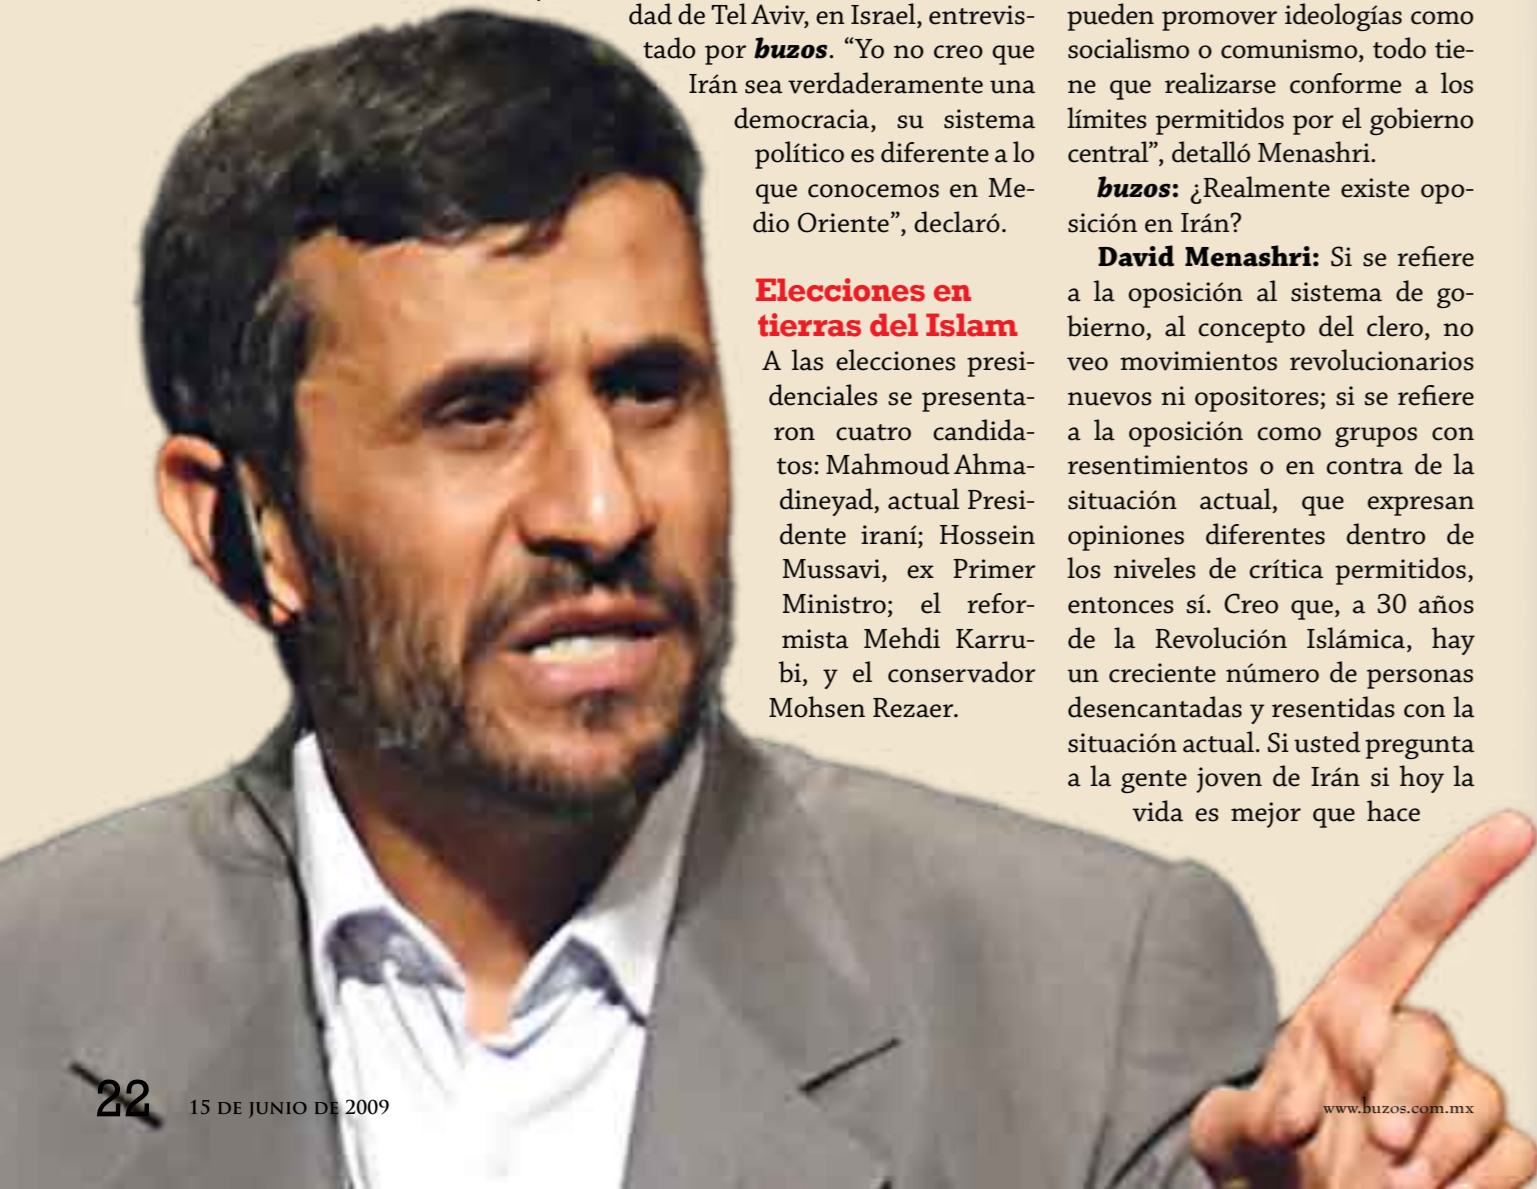 dad de Tel Aviv, en Israel, entrevis-
tado por buzos. “Yo no creo que
Irán sea verdaderamente una
democracia, su sistema
político es diferente a lo
que conocemos en Me-
dio Oriente”, declaró.
Elecciones en
tierras del Islam
A las elecciones presi-
denciales se presenta-
ron cuatro candida-
tos: Mahmoud Ahma-
dineyad, actual Presi-
dente iraní; Hossein
Mussavi, ex Primer
Ministro; el refor-
mista Mehdi Karru-
bi, y el conservador
Mohsen Rezaer.
pueden promover ideologías como
socialismo o comunismo, todo tie-
ne que realizarse conforme a los
límites permitidos por el gobierno
central”, detalló Menashri.
buzos: ¿Realmente existe opo-
sición en Irán?
David Menashri: Si se refiere
a la oposición al sistema de go-
bierno, al concepto del clero, no
veo movimientos revolucionarios
nuevos ni opositores; si se refiere
a la oposición como grupos con
resentimientos o en contra de la
situación actual, que expresan
opiniones diferentes dentro de
los niveles de crítica permitidos,
entonces sí. Creo que, a 30 años
de la Revolución Islámica, hay
un creciente número de personas
desencantadas y resentidas con la
situación actual. Si usted pregunta
a la gente joven de Irán si hoy la
vida es mejor que hace
22 15 DE JUNIO DE 2009
www.buzos.com.mx